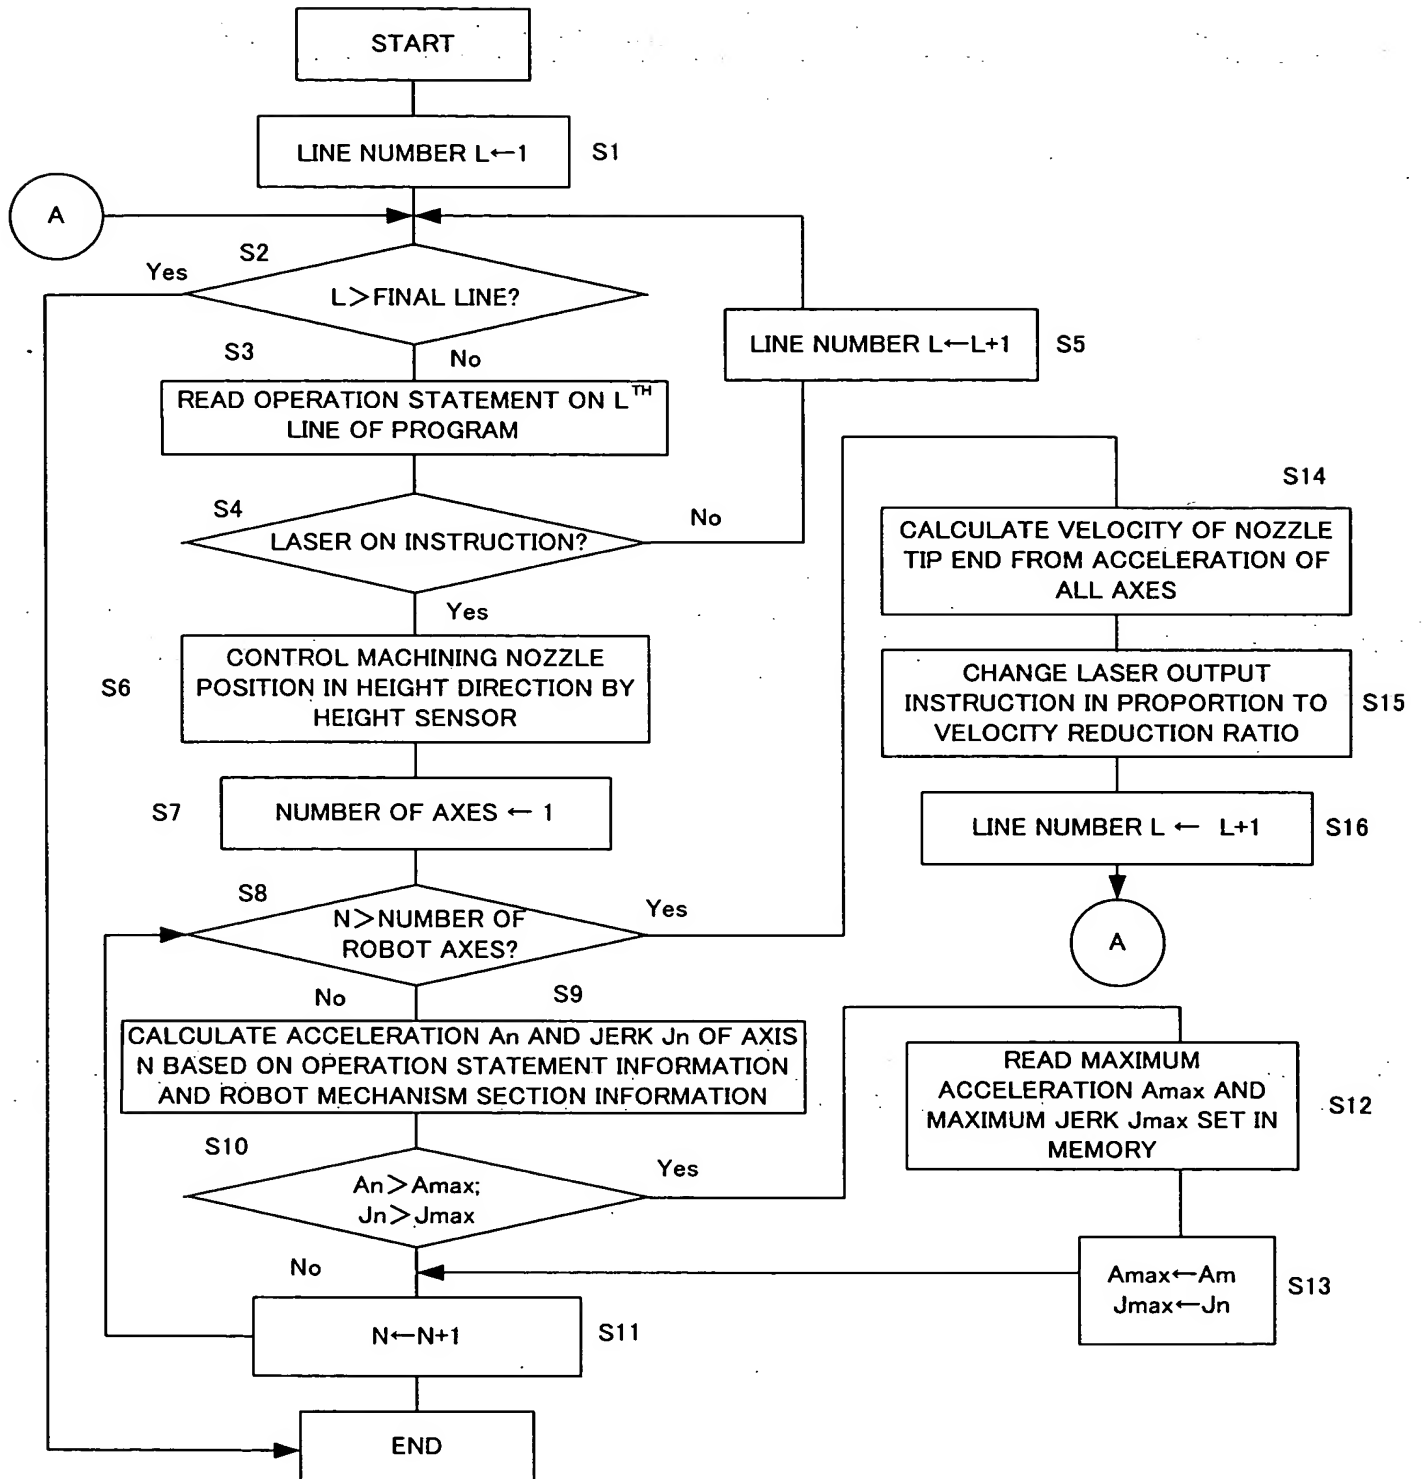 START
LINE NUMBER L←1
S1
A
S2
Yes
L>FINAL LINE?
LINE NUMBER L←L+1
S5
S3
No
READ OPERATION STATEMENT ON L TH
LINE OF PROGRAM
S4
LASER ON INSTRUCTION?
No
Yes
S6
CONTROL MACHINING NOZZLE
POSITION IN HEIGHT DIRECTION BY
HEIGHT SENSOR
S7
NUMBER OF AXES ← 1
S8
N>NUMBER OF
ROBOT AXES?
Yes
No
S9
CALCULATE ACCELERATION An AND JERK Jn OF AXIS
N BASED ON OPERATION STATEMENT INFORMATION
AND ROBOT MECHANISM SECTION INFORMATION
S10
An>Amax;
Jn>Jmax
Yes
No
N←N+1
S11
END
S14
CALCULATE VELOCITY OF NOZZLE
TIP END FROM ACCELERATION OF
ALL AXES
CHANGE LASER OUTPUT
INSTRUCTION IN PROPORTION TO
VELOCITY REDUCTION RATIO
S15
LINE NUMBER L ← L+1
S16
A
READ MAXIMUM
ACCELERATION Amax AND
MAXIMUM JERK Jmax SET IN
MEMORY
S12
Amax←Am
Jmax←Jn
S13